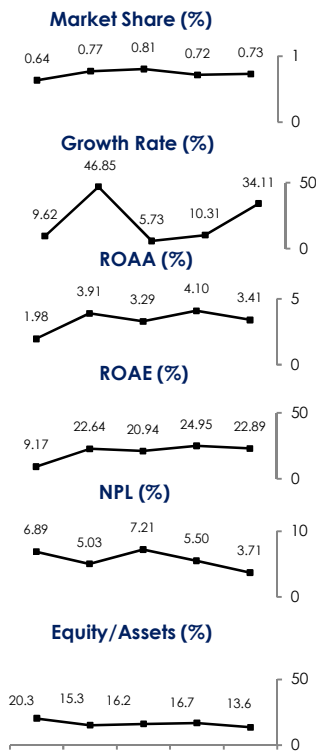 Market Share (%)
0.64 0.77 0.81 0.72 0.73
1
0
Growth Rate (%)
9.62 46.85 5.73 10.31 34.11
50
0
ROAA (%)
1.98 3.91 3.29 4.10 3.41
5
0
ROAE (%)
9.17 22.64 20.94 24.95 22.89
50
0
NPL (%)
6.89 5.03 7.21 5.50 3.71
10
0
Equity/Assets (%)
20.3 15.3 16.2 16.7 13.6
50
0